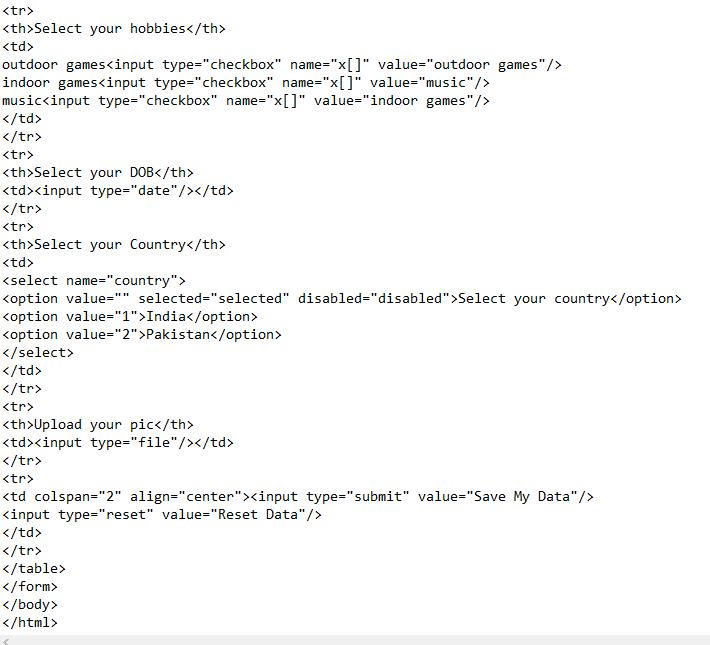 <tr>
<th>Select your hobbies</th>
<td>
outdoor games<input type="checkbox" name="x[]" value="outdoor games"/>
indoor games<input type="checkbox" name="x[]" value="music"/>
music<input type="checkbox" name="x[]" value="indoor games"/>
</td>
</tr>
<tr>
<th>Select your DOB</th>
<td><input type="date"/></td>
</tr>
<tr>
<th>Select your Country</th>
<td>
<select name="country">
<option value="" selected="selected" disabled="disabled">Select your country</option>
<option value="1">India</option>
<option value="2">Pakistan</option>
</select>
</td>
</tr>
<tr>
<th>Upload your pic</th>
<td><input type="file"/></td>
</tr>
<tr>
<td colspan="2" align="center"><input type="submit" value="Save My Data"/>
<input type="reset" value="Reset Data"/>
</td>
</tr>
</table>
</form>
</body>
</html>